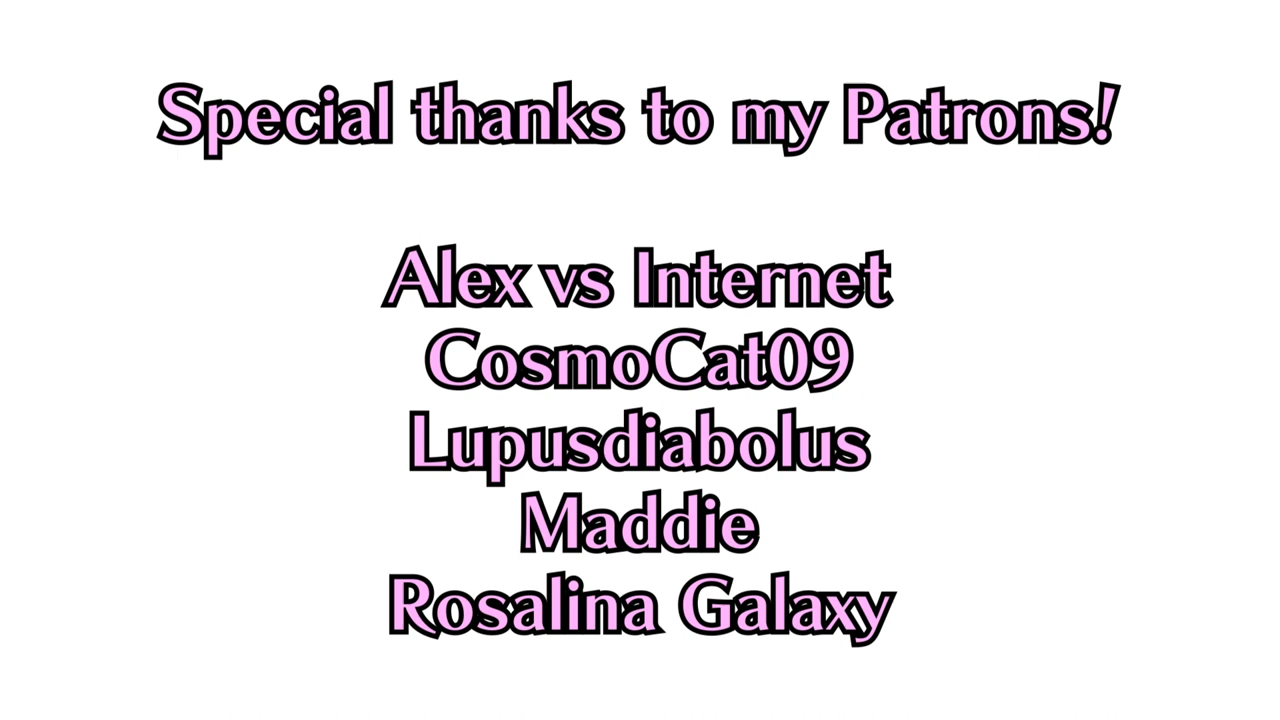 Special thanks to my Patrons!
Alex vs Internet
CosmoCat09
Lupusdiabolus
Maddie
Rosalina Galaxy